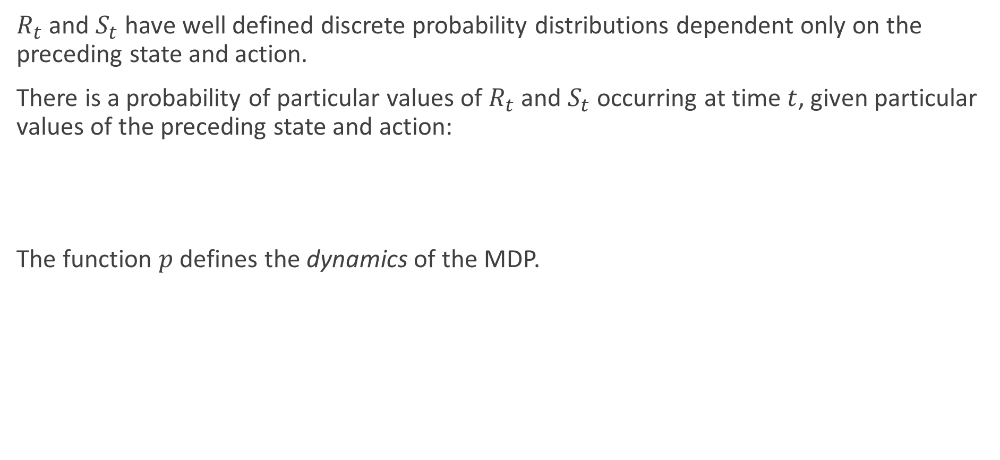 R_t and S_t have well defined discrete probability distributions dependent only on the
preceding state and action.
There is a probability of particular values of R_t and S_t occurring at time t, given particular
values of the preceding state and action:
The function p defines the dynamics of the MDP.